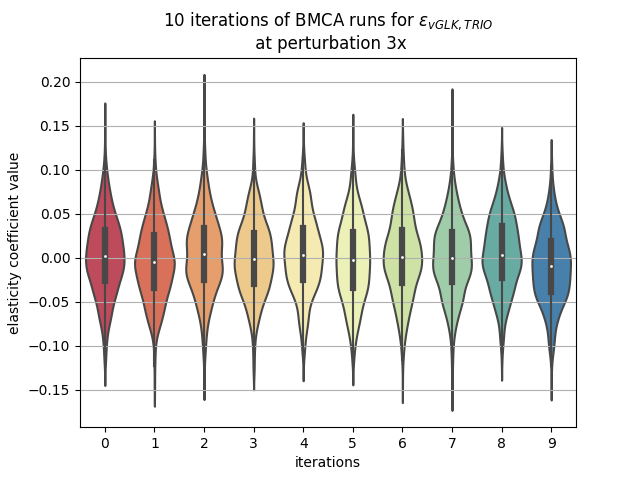 10 iterations of BMCA runs for ε_{vGLK, TRIO}
at perturbation 3x
elasticity coefficient value
0.20
0.15
0.10
0.05
0.00
−0.05
−0.10
−0.15
0 1 2 3 4 5 6 7 8 9
iterations